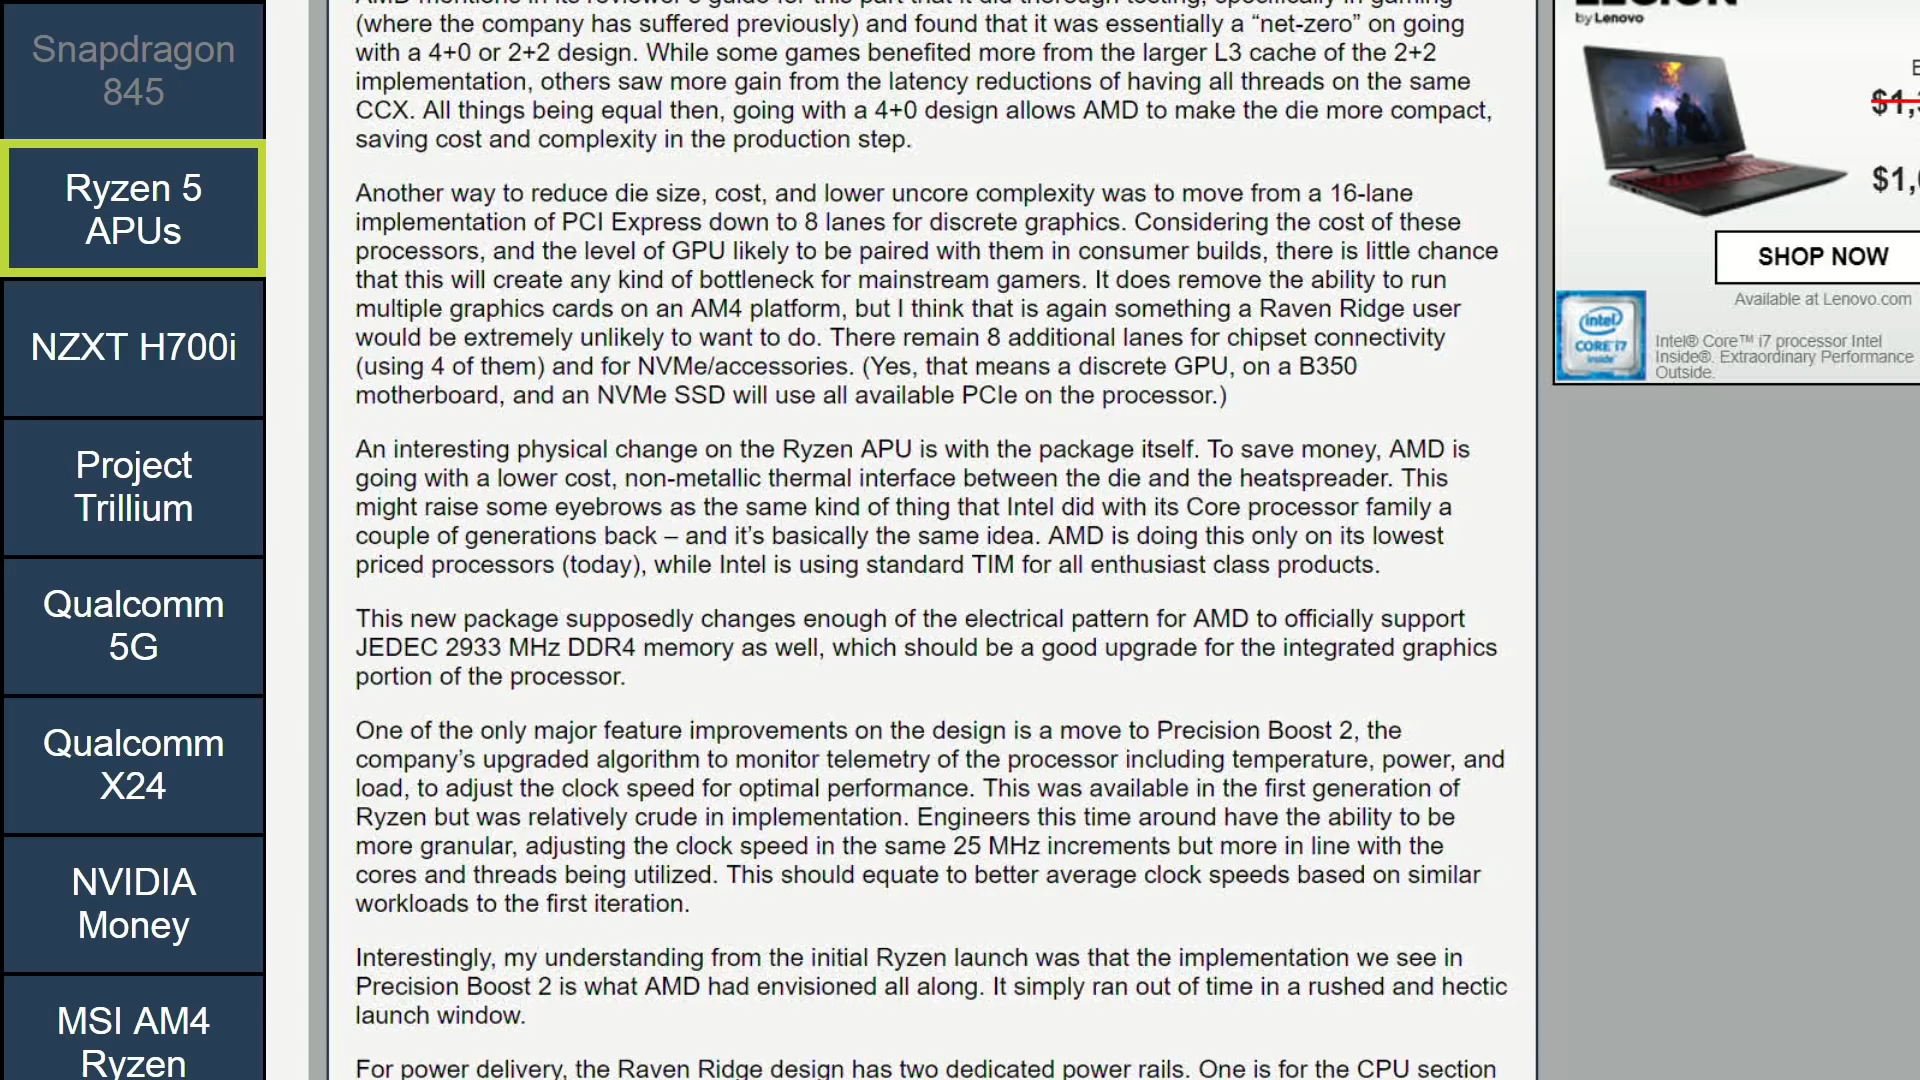 Snapdragon
845
Ryzen 5
APUs
NZXT H700i
Project
Trillium
Qualcomm
5G
Qualcomm
X24
NVIDIA
Money
MSI AM4
Ryzen
AMD mentions in its reviewer's guide for this part that it did thorough testing, specifically in gaming
(where the company has suffered previously) and found that it was essentially a “net-zero” on going
with a 4+0 or 2+2 design. While some games benefited more from the larger L3 cache of the 2+2
implementation, others saw more gain from the latency reductions of having all threads on the same
CCX. All things being equal then, going with a 4+0 design allows AMD to make the die more compact,
saving cost and complexity in the production step.
Another way to reduce die size, cost, and lower uncore complexity was to move from a 16-lane
implementation of PCI Express down to 8 lanes for discrete graphics. Considering the cost of these
processors, and the level of GPU likely to be paired with them in consumer builds, there is little chance
that this will create any kind of bottleneck for mainstream gamers. It does remove the ability to run
multiple graphics cards on an AM4 platform, but I think that is again something a Raven Ridge user
would be extremely unlikely to want to do. There remain 8 additional lanes for chipset connectivity
(using 4 of them) and for NVMe/accessories. (Yes, that means a discrete GPU, on a B350
motherboard, and an NVMe SSD will use all available PCIe on the processor.)
An interesting physical change on the Ryzen APU is with the package itself. To save money, AMD is
going with a lower cost, non-metallic thermal interface between the die and the heatspreader. This
might raise some eyebrows as the same kind of thing that Intel did with its Core processor family a
couple of generations back – and it’s basically the same idea. AMD is doing this only on its lowest
priced processors (today), while Intel is using standard TIM for all enthusiast class products.
This new package supposedly changes enough of the electrical pattern for AMD to officially support
JEDEC 2933 MHz DDR4 memory as well, which should be a good upgrade for the integrated graphics
portion of the processor.
One of the only major feature improvements on the design is a move to Precision Boost 2, the
company’s upgraded algorithm to monitor telemetry of the processor including temperature, power, and
load, to adjust the clock speed for optimal performance. This was available in the first generation of
Ryzen but was relatively crude in implementation. Engineers this time around have the ability to be
more granular, adjusting the clock speed in the same 25 MHz increments but more in line with the
cores and threads being utilized. This should equate to better average clock speeds based on similar
workloads to the first iteration.
Interestingly, my understanding from the initial Ryzen launch was that the implementation we see in
Precision Boost 2 is what AMD had envisioned all along. It simply ran out of time in a rushed and hectic
launch window.
For power delivery, the Raven Ridge design has two dedicated power rails. One is for the CPU section
LEGION
by Lenovo
SHOP NOW
Available at Lenovo.com
intel
CORE i7
inside
Intel® Core™ i7 processor Intel
Inside®. Extraordinary Performance
Outside.